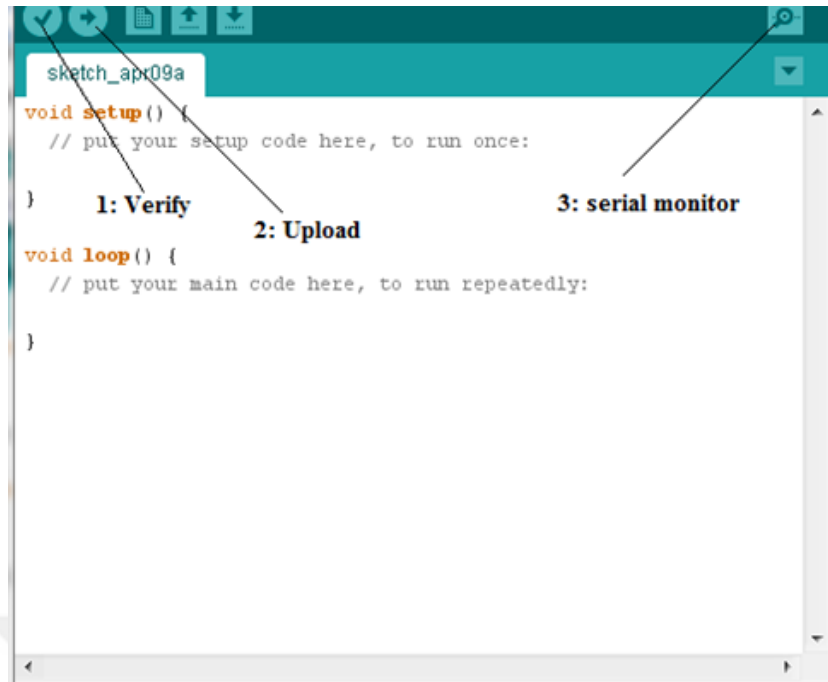 sketch_apr09a
void setup() {
// put your setup code here, to run once:
}
1: Verify
2: Upload
3: serial monitor
void loop() {
// put your main code here, to run repeatedly:
}